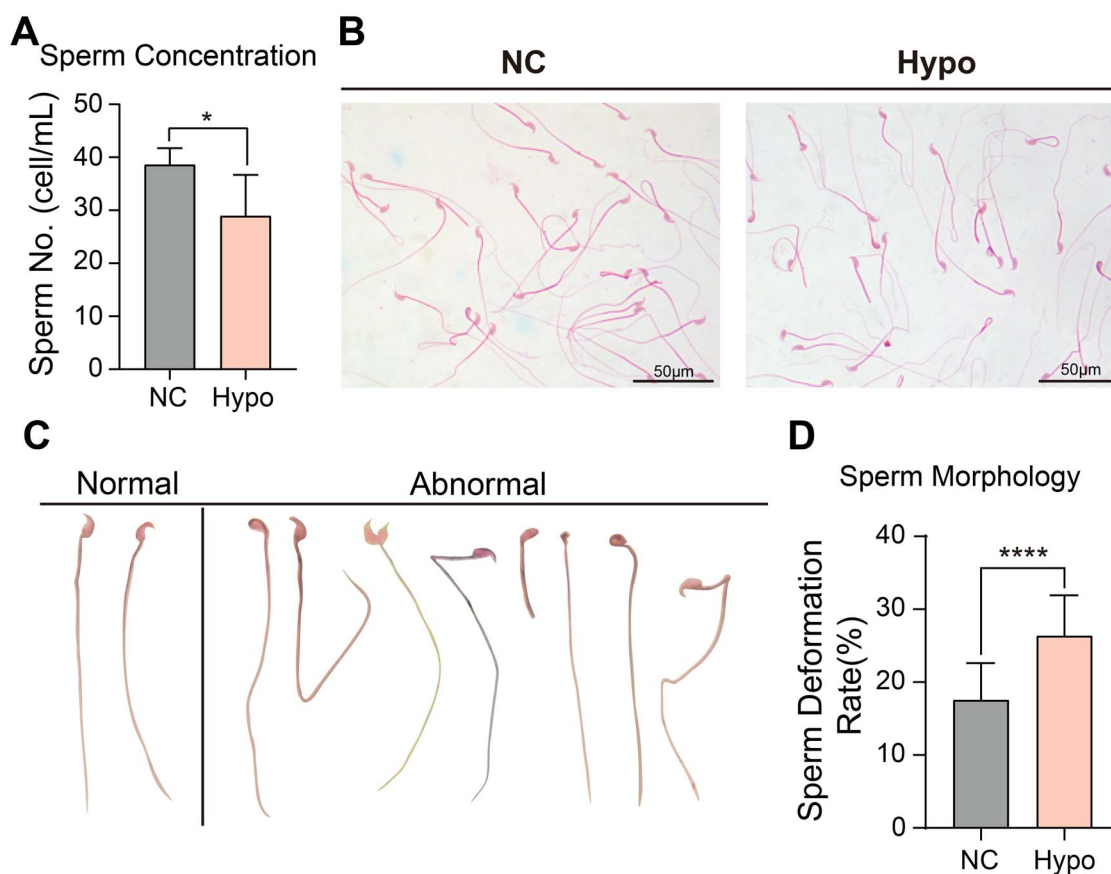 A
Sperm Concentration
Sperm No. (cell/mL)
50
40
30
20
10
0
*
NC
Hypo
B
NC
Hypo
50μm
50μm
C
Normal
Abnormal
D
Sperm Morphology
Sperm Deformation
Rate(%)
40
30
20
10
0
****
NC
Hypo